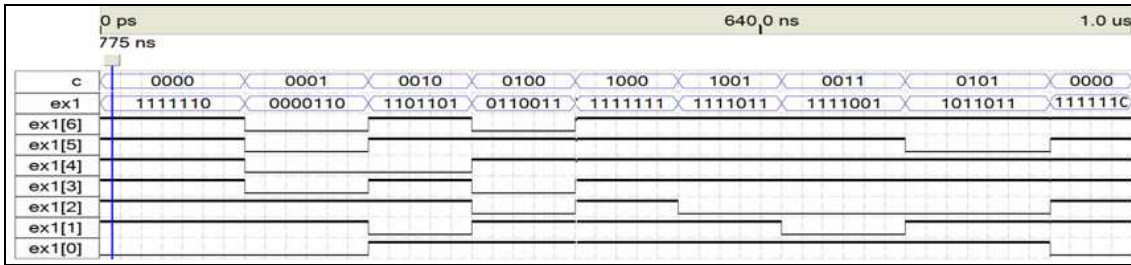 0 ps 640.0 ns 1.0 us
775 ns
c 0000 0001 0010 0100 1000 1001 0011 0101 0000
ex1 1111110 0000110 1101101 0110011 1111111 1111011 1111001 1011011 111111C
ex1[6]
ex1[5]
ex1[4]
ex1[3]
ex1[2]
ex1[1]
ex1[0]